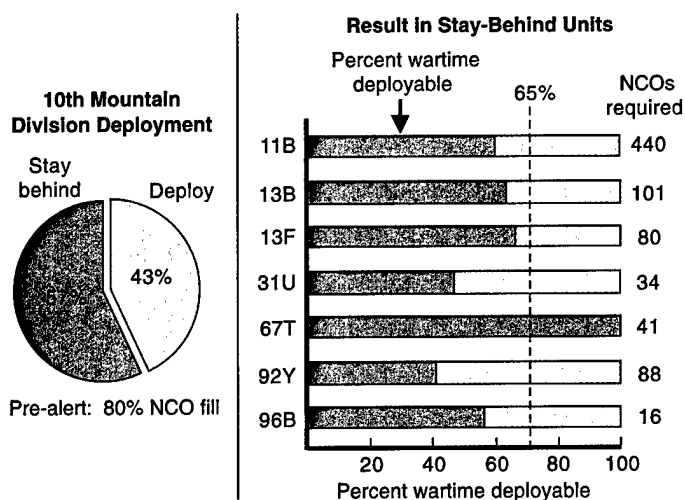 10th Mountain
Division Deployment
Stay
behind
Deploy
57%
43%
Pre-alert: 80% NCO fill
Result in Stay-Behind Units
Percent wartime
deployable
65%
NCOs
required
11B
440
13B
101
13F
80
31U
34
67T
41
92Y
88
96B
16
20
40
60
80
100
Percent wartime deployable